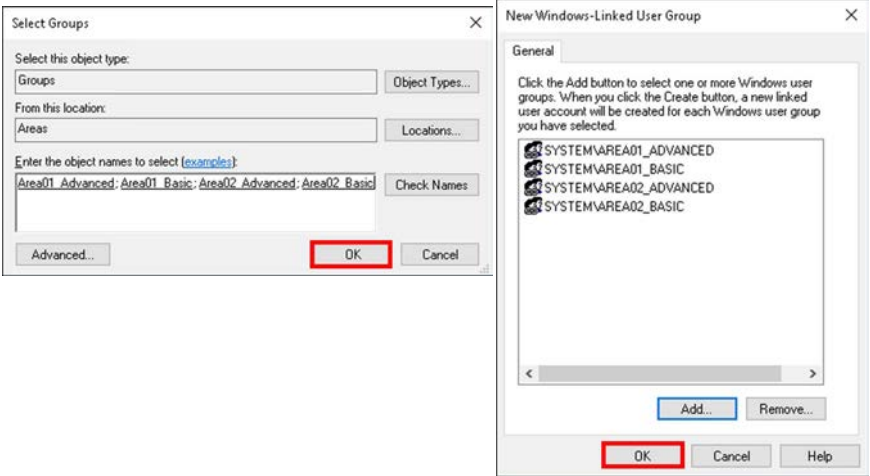 Select Groups
Select this object type:
Groups
Object Types...
From this location:
Areas
Locations...
Enter the object names to select (examples):
Area01_Advanced; Area01_Basic; Area02_Advanced; Area02_Basic
Check Names
Advanced...
OK
Cancel
New Windows-Linked User Group
General
Click the Add button to select one or more Windows user
groups. When you click the Create button, a new linked
user account will be created for each Windows user group
you have selected.
SYSTEM\AREA01_ADVANCED
SYSTEM\AREA01_BASIC
SYSTEM\AREA02_ADVANCED
SYSTEM\AREA02_BASIC
Add...
Remove...
OK
Cancel
Help